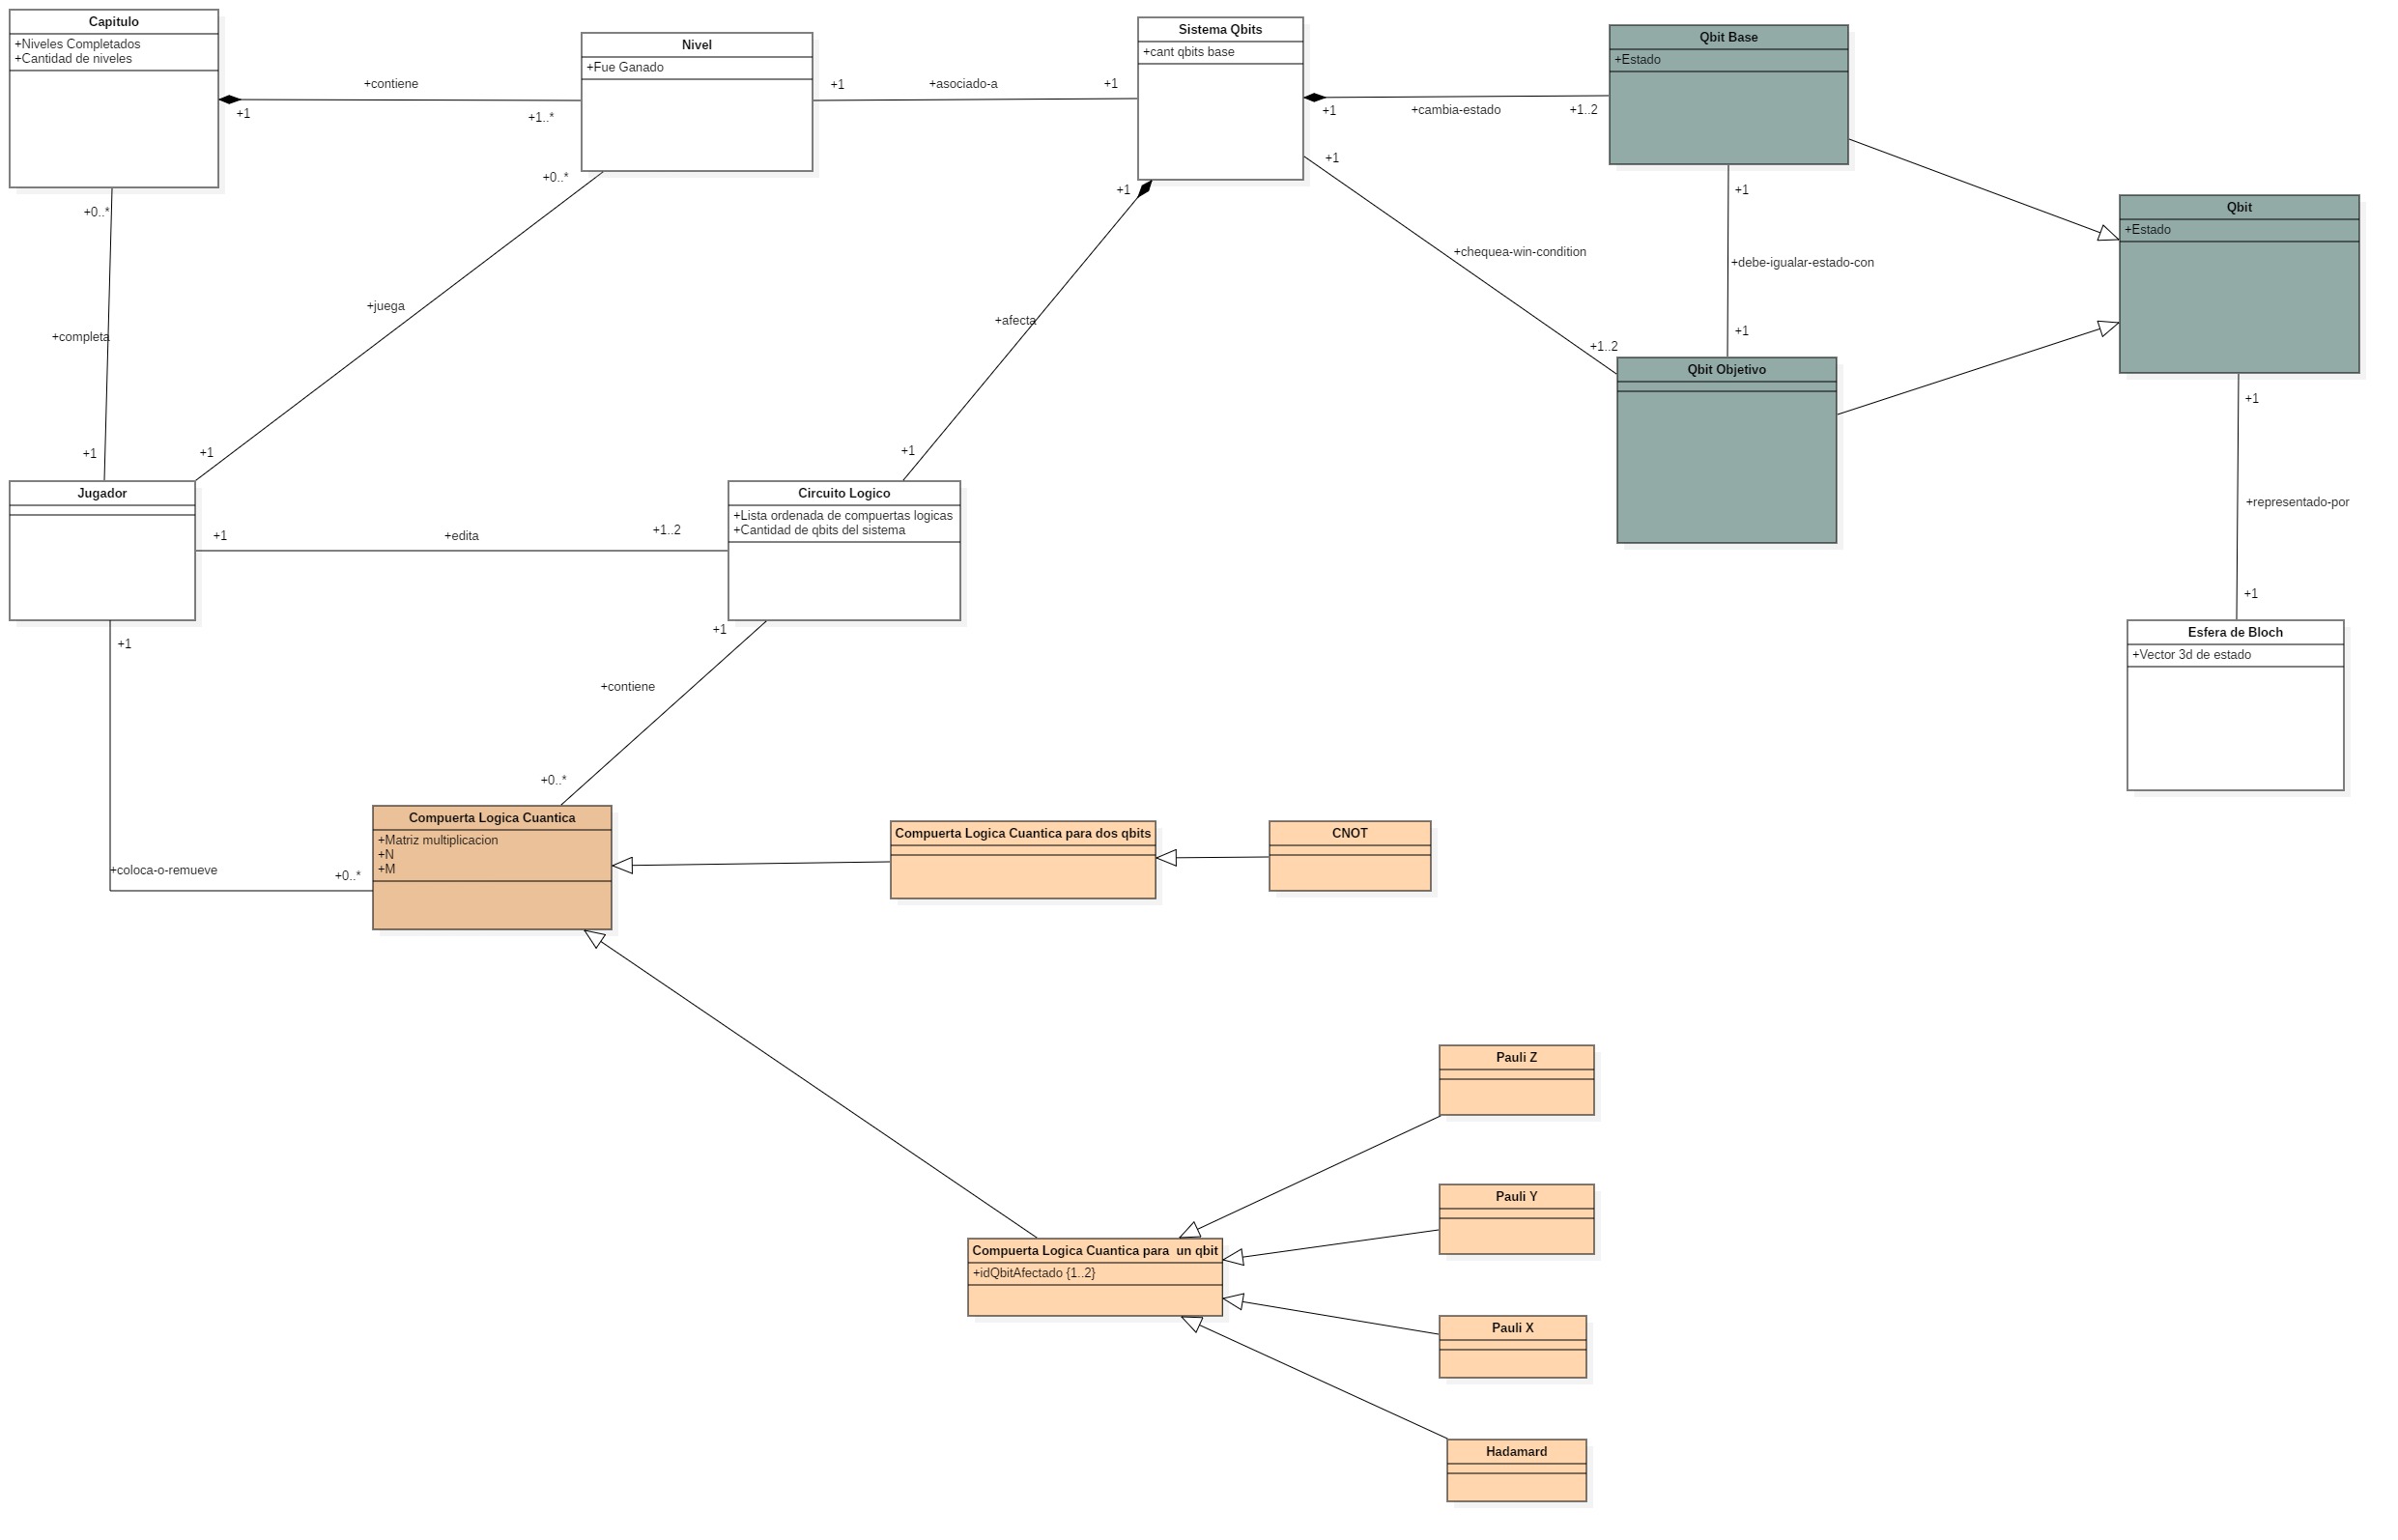 Capitulo
+Niveles Completados
+Cantidad de niveles
+contiene
+1
+1..*
Nivel
+Fue Ganado
+1
+asociado-a
+1
Sistema Qbits
+cant qbits base
+1
+cambia-estado
+1..2
Qbit Base
+Estado
+1
+chequea-win-condition
+1..2
+1
+debe-igualar-estado-con
+1
Qbit
+Estado
Qbit Objetivo
+0..*
+completa
+1
+0..*
+juega
+1
+1
+afecta
+1
Jugador
+1
+edita
+1..2
Circuito Logico
+Lista ordenada de compuertas logicas
+Cantidad de qbits del sistema
+1
+representado-por
+1
Esfera de Bloch
+Vector 3d de estado
+1
+contiene
+0..*
+1
+coloca-o-remueve
+0..*
Compuerta Logica Cuantica
+Matriz multiplicacion
+N
+M
Compuerta Logica Cuantica para dos qbits
CNOT
Pauli Z
Pauli Y
Compuerta Logica Cuantica para  un qbit
+idQbitAfectado {1..2}
Pauli X
Hadamard